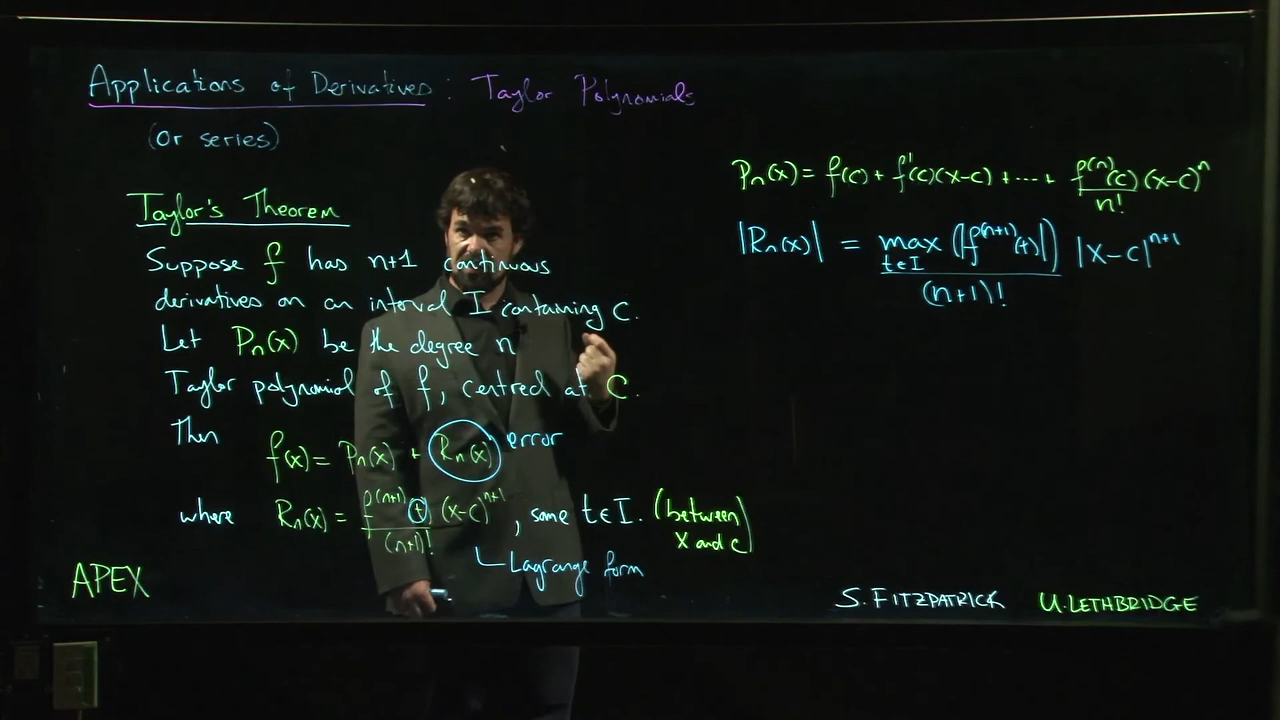 Applications of Derivatives : Taylor Polynomials
(Or series)
Taylor's Theorem
Suppose f has n+1 continuous
derivatives on an interval I containing c.
Let Pn(x) be the degree n
Taylor polynomial of f, centred at c.
Then f(x) = Pn(x) + Rn(x) error
where Rn(x) = f^(n+1)(t)/(n+1)! (x-c)^n+1, some t∈I. (between x and c)
Lagrange form
APEX
Pn(x) = f(c) + f'(c)(x-c) + ... + f^(n)(c)/n! (x-c)^n
|Rn(x)| = max t∈I (|f^(n+1)(t)|)/(n+1)! |x-c|^n+1
S. FITZPATRICK U. LETHBRIDGE